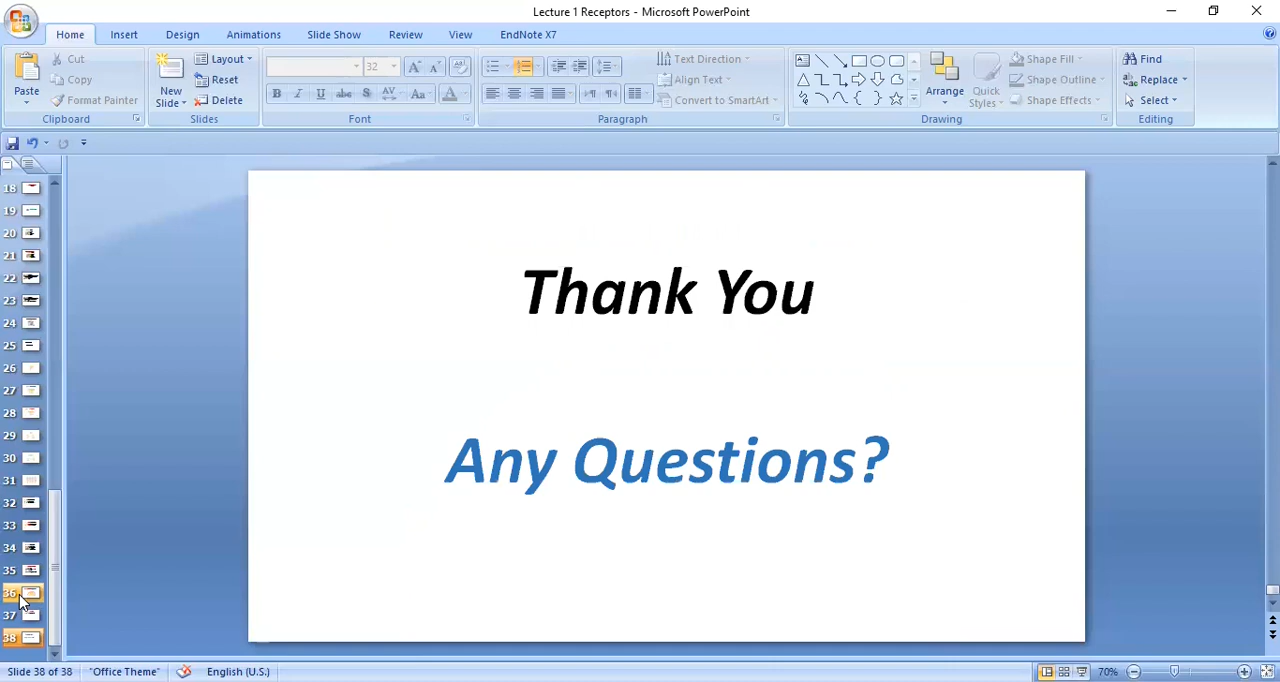 Lecture 1 Receptors - Microsoft PowerPoint
Home Insert Design Animations Slide Show Review View EndNote X7
Paste
Cut
Copy
Format Painter
Clipboard
New Slide
Layout
Reset
Delete
Slides
32
B I U abc S AV Aa A
Font
Paragraph
Text Direction
Align Text
Convert to SmartArt
Drawing
Arrange
Quick Styles
Shape Fill
Shape Outline
Shape Effects
Find
Replace
Select
Editing
18
19
20
21
22
23
24
25
26
27
28
29
30
31
32
33
34
35
36
37
38
Thank You
Any Questions?
Slide 38 of 38 "Office Theme" English (U.S.) 70%